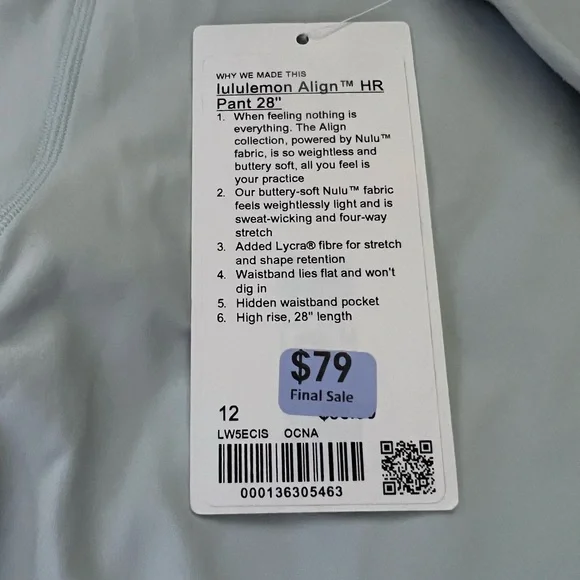 WHY WE MADE THIS
lululemon Align™ HR
Pant 28"
1. When feeling nothing is
everything. The Align
collection, powered by Nulu™
fabric, is so weightless and
buttery soft, all you feel is
your practice
2. Our buttery-soft Nulu™ fabric
feels weightlessly light and is
sweat-wicking and four-way
stretch
3. Added Lycra® fibre for stretch
and shape retention
4. Waistband lies flat and won't
dig in
5. Hidden waistband pocket
6. High rise, 28" length
$79
Final Sale
12
LW5ECIS OCNA
000136305463